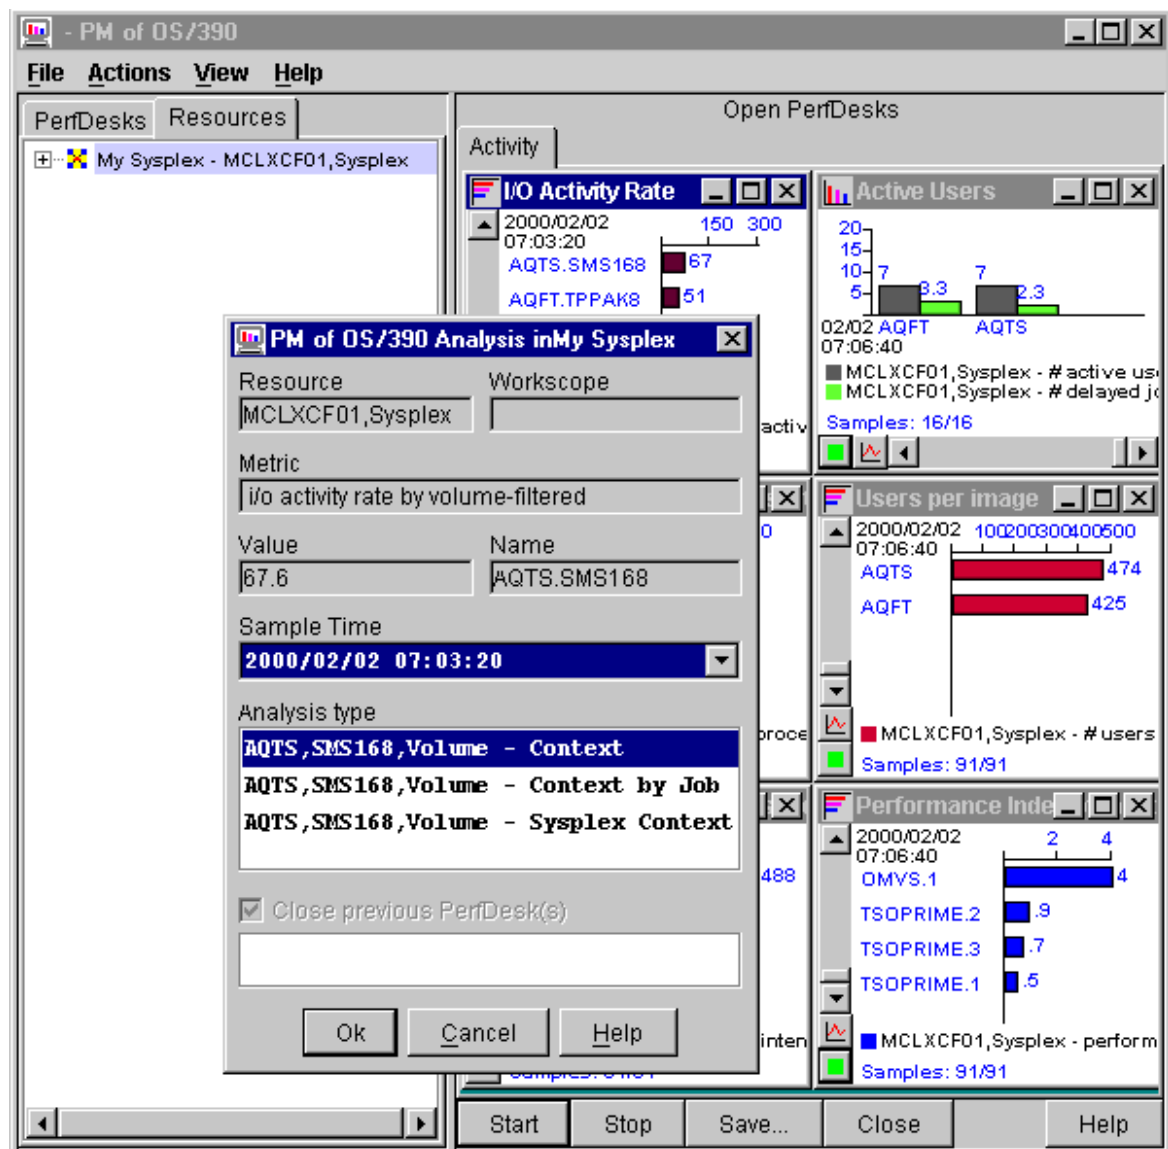 - PM of OS/390
File Actions View Help
PerfDesks Resources
My Sysplex - MCLXCF01,Sysplex
Open PerfDesks
Activity
I/O Activity Rate
2000/02/02
07:03:20
150 300
AQTS.SMS168 67
AQFT.TPPAK8 51
activ
Active Users
20
15
10
5
7 3.3 7 2.3
02/02 AQFT AQTS
07:06:40
MCLXCF01,Sysplex - # active use
MCLXCF01,Sysplex - # delayed jo
Samples: 16/16
PM of OS/390 Analysis inMy Sysplex
Resource Workscope
MCLXCF01,Sysplex
Metric
i/o activity rate by volume-filtered
Value Name
67.6 AQTS.SMS168
Sample Time
2000/02/02 07:03:20
Analysis type
AQTS,SMS168,Volume - Context
AQTS,SMS168,Volume - Context by Job
AQTS,SMS168,Volume - Sysplex Context
Close previous PerfDesk(s)
Ok Cancel Help
0
proce
Users per image
2000/02/02
07:06:40
100200300400500
AQTS 474
AQFT 425
MCLXCF01,Sysplex - # users
Samples: 91/91
488
inten
Performance Inde
2000/02/02
07:06:40
2 4
OMVS.1 4
TSOPRIME.2 .9
TSOPRIME.3 .7
TSOPRIME.1 .5
MCLXCF01,Sysplex - perform
Samples: 91/91
Start Stop Save... Close Help